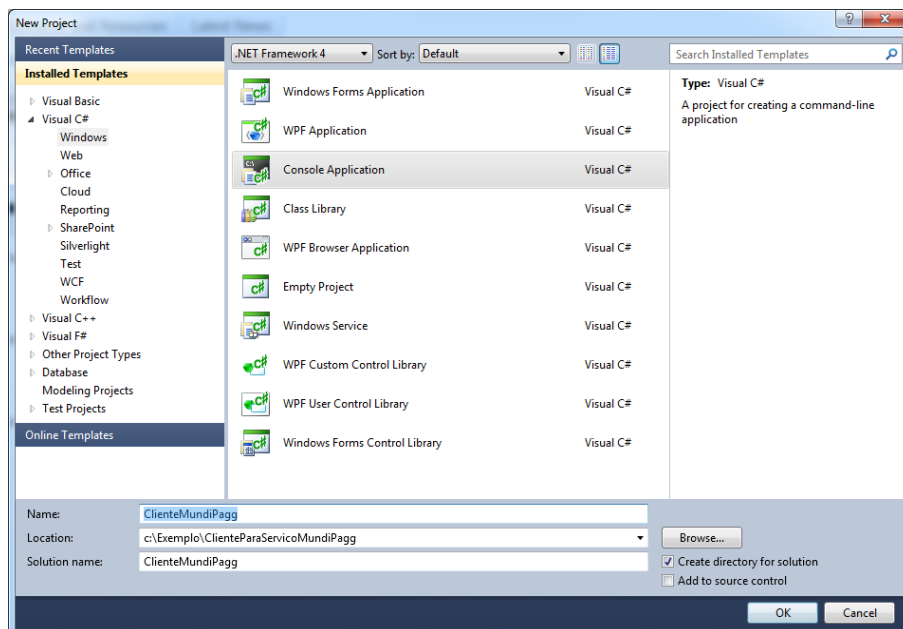 New Project
Recent Templates
Installed Templates
Visual Basic
Visual C#
Windows
Web
Office
Cloud
Reporting
SharePoint
Silverlight
Test
WCF
Workflow
Visual C++
Visual F#
Other Project Types
Database
Modeling Projects
Test Projects
Online Templates
.NET Framework 4 Sort by: Default
Windows Forms Application Visual C#
WPF Application Visual C#
Console Application Visual C#
Class Library Visual C#
WPF Browser Application Visual C#
Empty Project Visual C#
Windows Service Visual C#
WPF Custom Control Library Visual C#
WPF User Control Library Visual C#
Windows Forms Control Library Visual C#
Search Installed Templates
Type: Visual C#
A project for creating a command-line
application
Name: ClienteMundiPagg
Location: c:\Exemplo\ClienteParaServicoMundiPagg
Solution name: ClienteMundiPagg
Browse...
Create directory for solution
Add to source control
OK Cancel